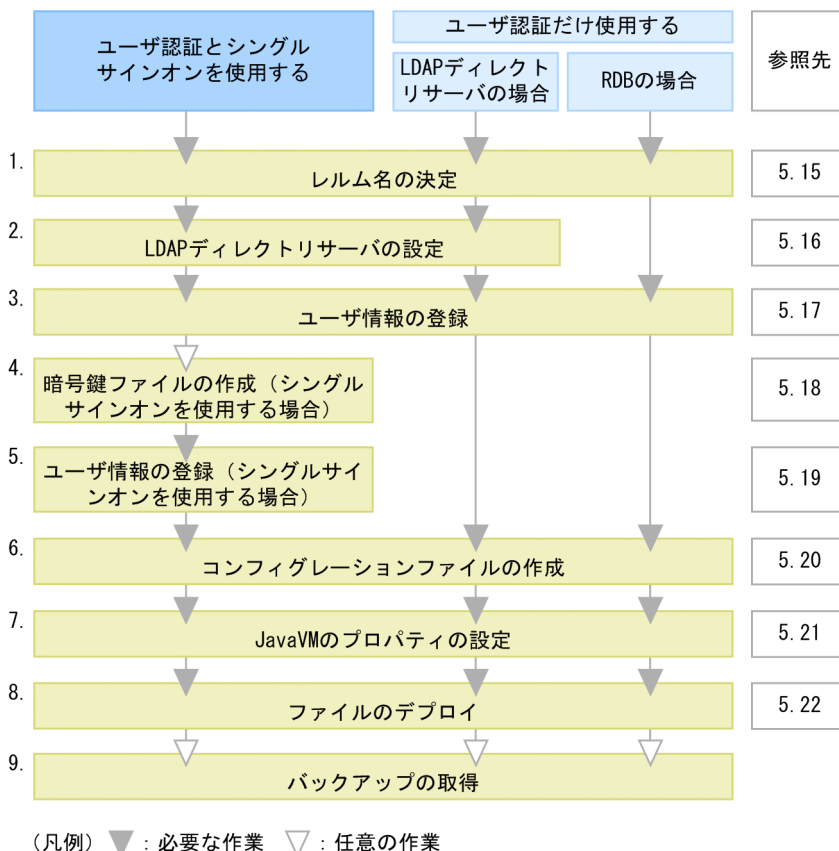 ユーザ認証とシングル
サインオンを使用する
ユーザ認証だけ使用する
LDAPディレクト
リサーバの場合
RDBの場合
参照先
1.
レルム名の決定
5.15
2.
LDAPディレクトリサーバの設定
5.16
3.
ユーザ情報の登録
5.17
4.
暗号鍵ファイルの作成（シングル
サインオンを使用する場合）
5.18
5.
ユーザ情報の登録（シングルサイ
ンオンを使用する場合）
5.19
6.
コンフィグレーションファイルの作成
5.20
7.
JavaVMのプロパティの設定
5.21
8.
ファイルのデプロイ
5.22
9.
バックアップの取得
（凡例） ：必要な作業 ：任意の作業